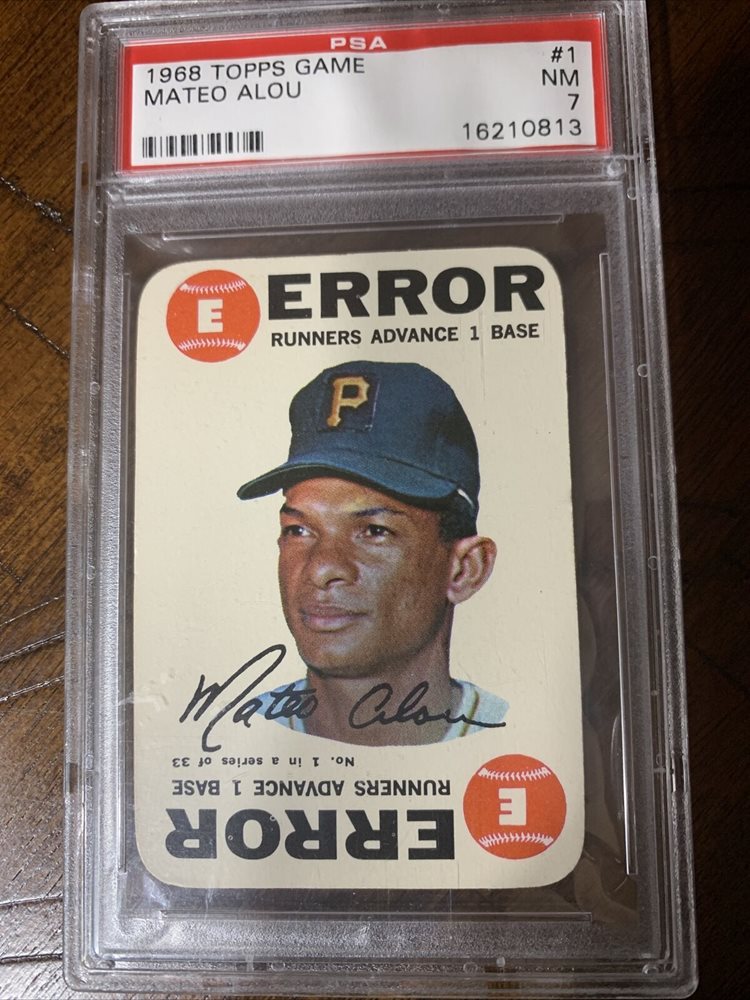 PSA
1968 TOPPS GAME #1
MATEO ALOU NM
7
16210813
E ERROR
RUNNERS ADVANCE 1 BASE
P
Mateo Alou
No. 1 in a series of 33
RUNNERS ADVANCE 1 BASE
ERROR E